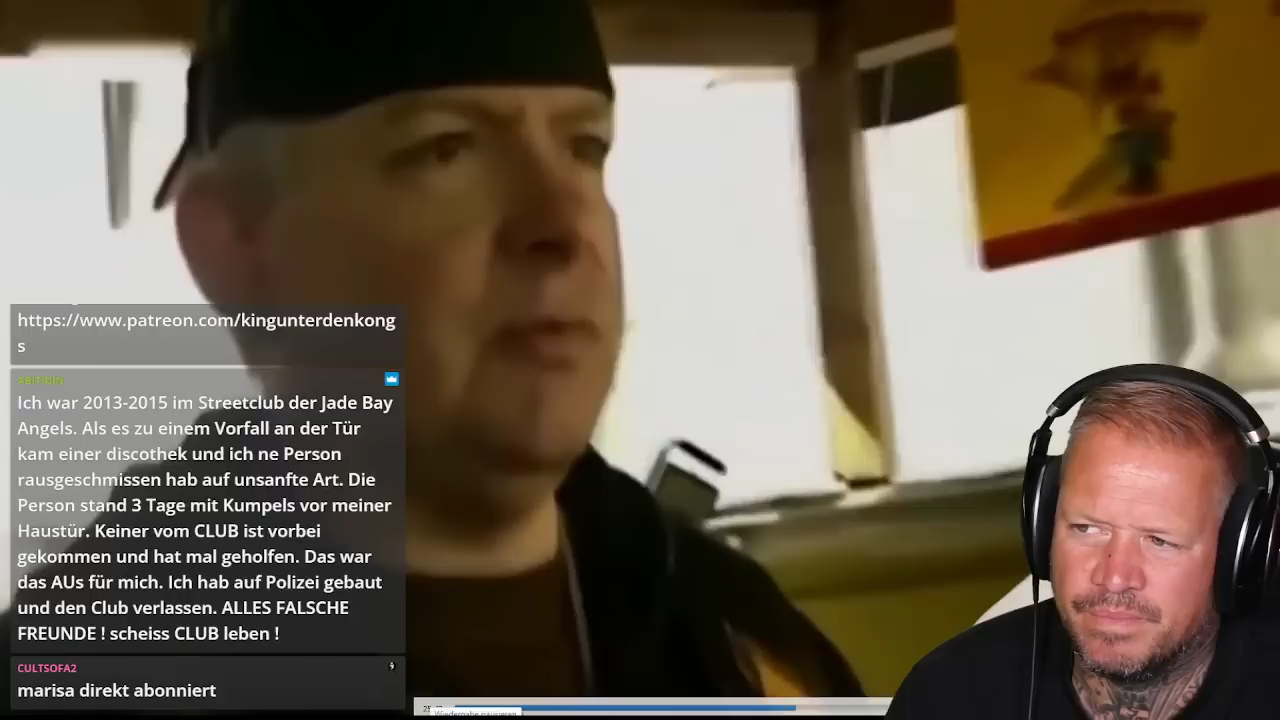 https://www.patreon.com/kingunterdenkong
s
ABITIDIN
Ich war 2013-2015 im Streetclub der Jade Bay
Angels. Als es zu einem Vorfall an der Tür
kam einer discothek und ich ne Person
rausgeschmissen hab auf unsanfte Art. Die
Person stand 3 Tage mit Kumpels vor meiner
Haustür. Keiner vom CLUB ist vorbei
gekommen und hat mal geholfen. Das war
das AUs für mich. Ich hab auf Polizei gebaut
und den Club verlassen. ALLES FALSCHE
FREUNDE ! scheiss CLUB leben !
CULTSOFA2
marisa direkt abonniert
Wiedergabe pausieren